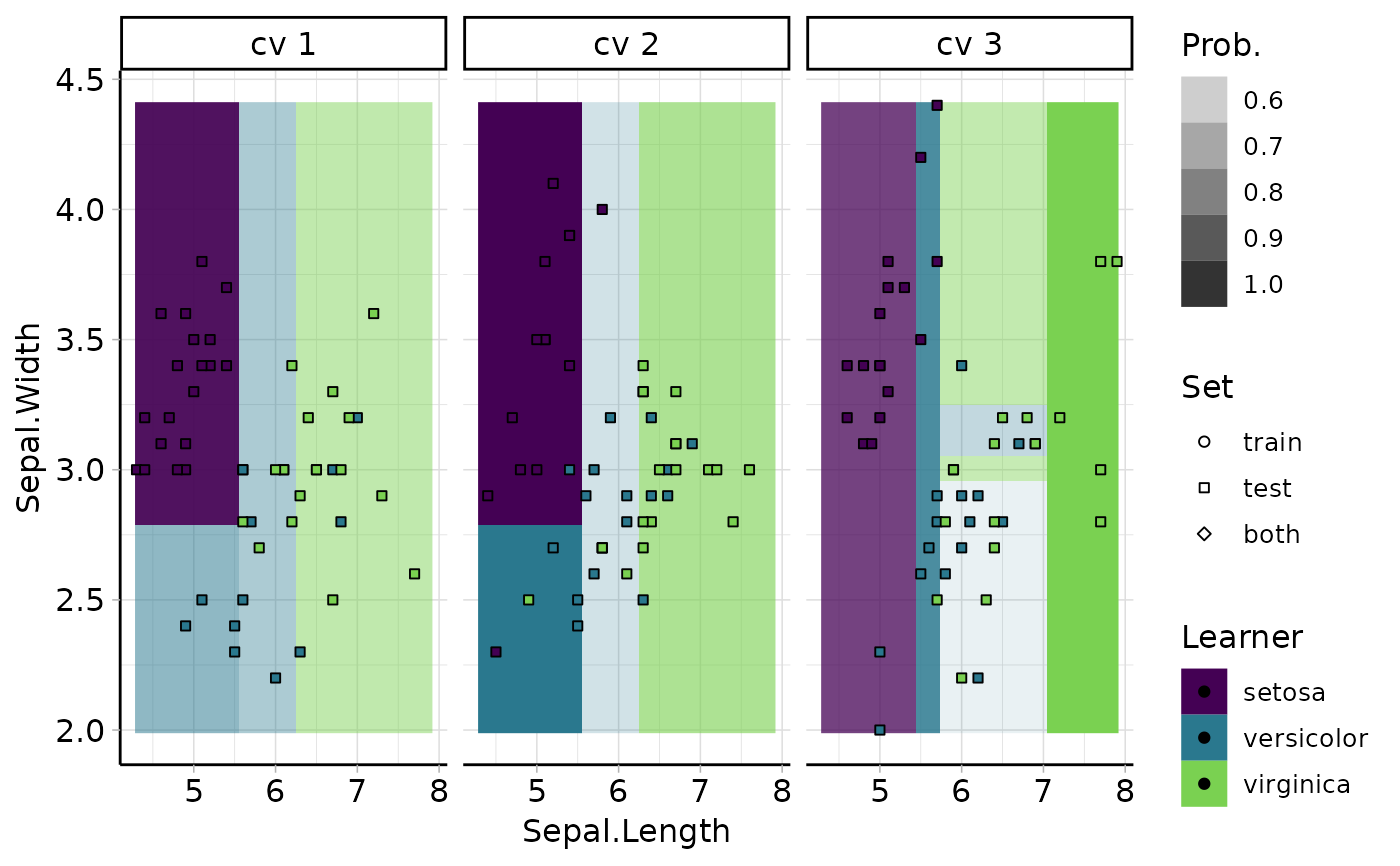 cv 1
cv 2
cv 3
4.5
4.0
3.5
3.0
2.5
2.0
Sepal.Width
5 6 7 8
5 6 7 8
5 6 7 8
Sepal.Length
Prob.
0.6
0.7
0.8
0.9
1.0
Set
train
test
both
Learner
setosa
versicolor
virginica